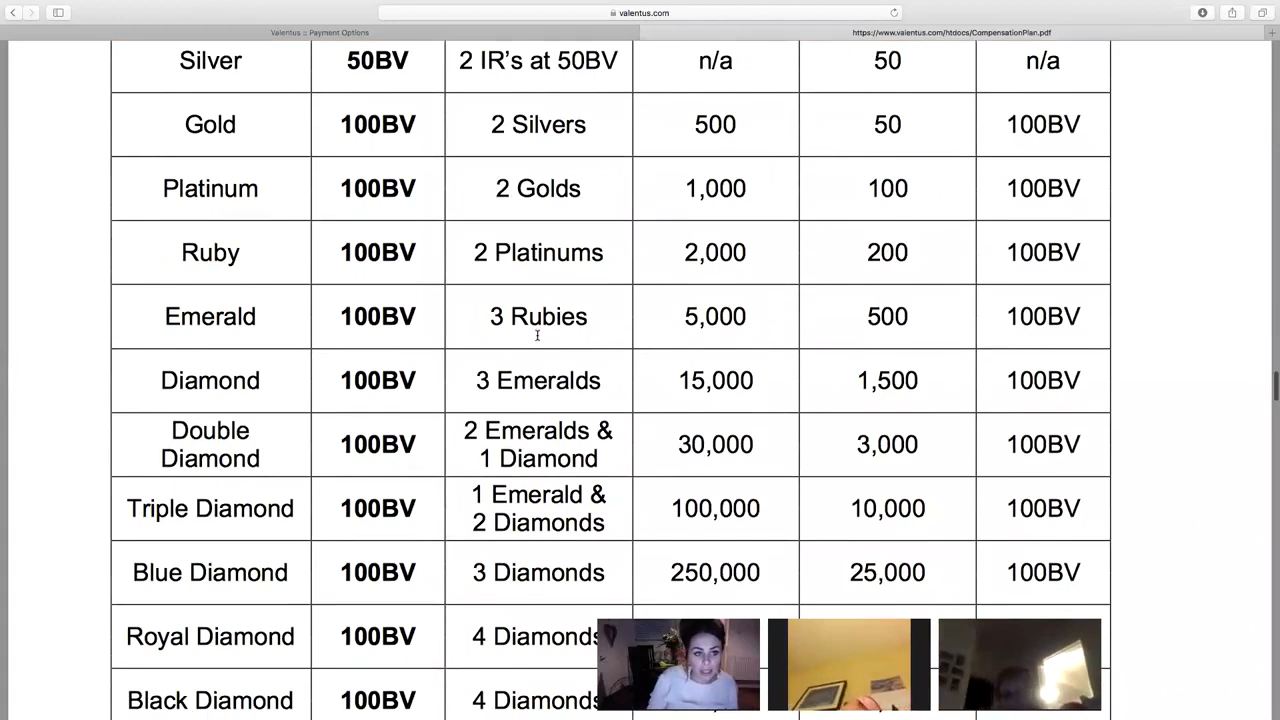 valentus.com
Valentus :: Payment Options
https://www.valentus.com/htdocs/CompensationPlan.pdf
Silver 50BV 2 IR's at 50BV n/a 50 n/a
Gold 100BV 2 Silvers 500 50 100BV
Platinum 100BV 2 Golds 1,000 100 100BV
Ruby 100BV 2 Platinums 2,000 200 100BV
Emerald 100BV 3 Rubies 5,000 500 100BV
Diamond 100BV 3 Emeralds 15,000 1,500 100BV
Double
Diamond 100BV 2 Emeralds &
1 Diamond 30,000 3,000 100BV
Triple Diamond 100BV 1 Emerald &
2 Diamonds 100,000 10,000 100BV
Blue Diamond 100BV 3 Diamonds 250,000 25,000 100BV
Royal Diamond 100BV 4 Diamonds
Black Diamond 100BV 4 Diamonds